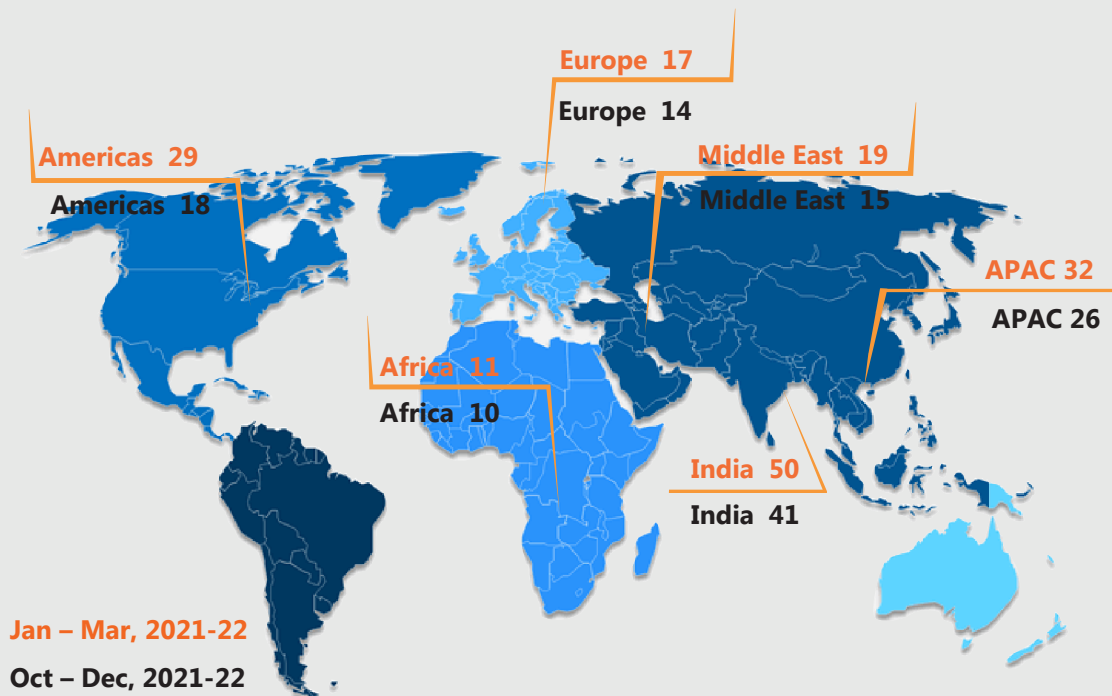 Europe 17
Europe 14
Americas 29
Americas 18
Middle East 19
Middle East 15
APAC 32
APAC 26
Africa 11
Africa 10
India 50
India 41
Jan – Mar, 2021-22
Oct – Dec, 2021-22